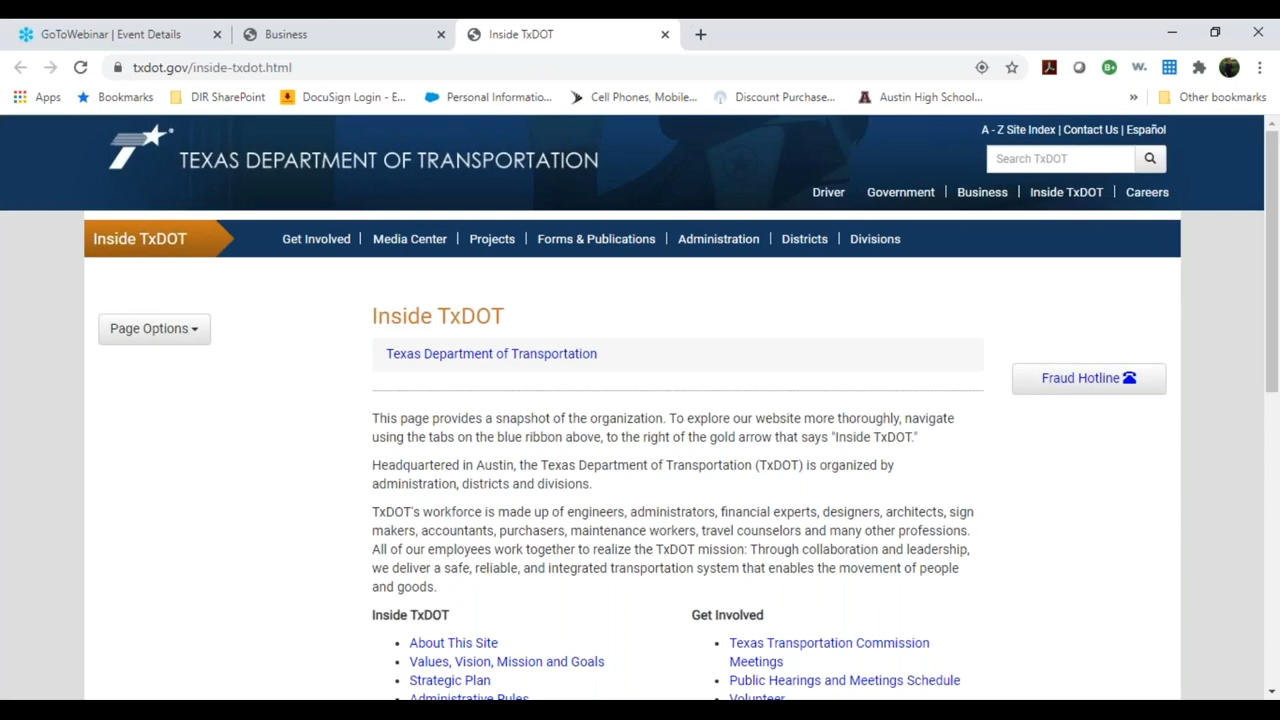 GoToWebinar | Event Details
Business
Inside TxDOT
txdot.gov/inside-txdot.html
Apps
Bookmarks
DIR SharePoint
DocuSign Login - E...
Personal Informatio...
Cell Phones, Mobile...
Discount Purchase...
Austin High School...
»
Other bookmarks
A - Z Site Index | Contact Us | Español
TEXAS DEPARTMENT OF TRANSPORTATION
Search TxDOT
Driver Government | Business | Inside TxDOT | Careers
Inside TxDOT
Get Involved | Media Center | Projects | Forms & Publications | Administration | Districts | Divisions
Page Options
Inside TxDOT
Texas Department of Transportation
Fraud Hotline
This page provides a snapshot of the organization. To explore our website more thoroughly, navigate
using the tabs on the blue ribbon above, to the right of the gold arrow that says "Inside TxDOT."
Headquartered in Austin, the Texas Department of Transportation (TxDOT) is organized by
administration, districts and divisions.
TxDOT's workforce is made up of engineers, administrators, financial experts, designers, architects, sign
makers, accountants, purchasers, maintenance workers, travel counselors and many other professions.
All of our employees work together to realize the TxDOT mission: Through collaboration and leadership,
we deliver a safe, reliable, and integrated transportation system that enables the movement of people
and goods.
Inside TxDOT
• About This Site
• Values, Vision, Mission and Goals
• Strategic Plan
Administrative Rules
Get Involved
• Texas Transportation Commission
Meetings
• Public Hearings and Meetings Schedule
Volunteer